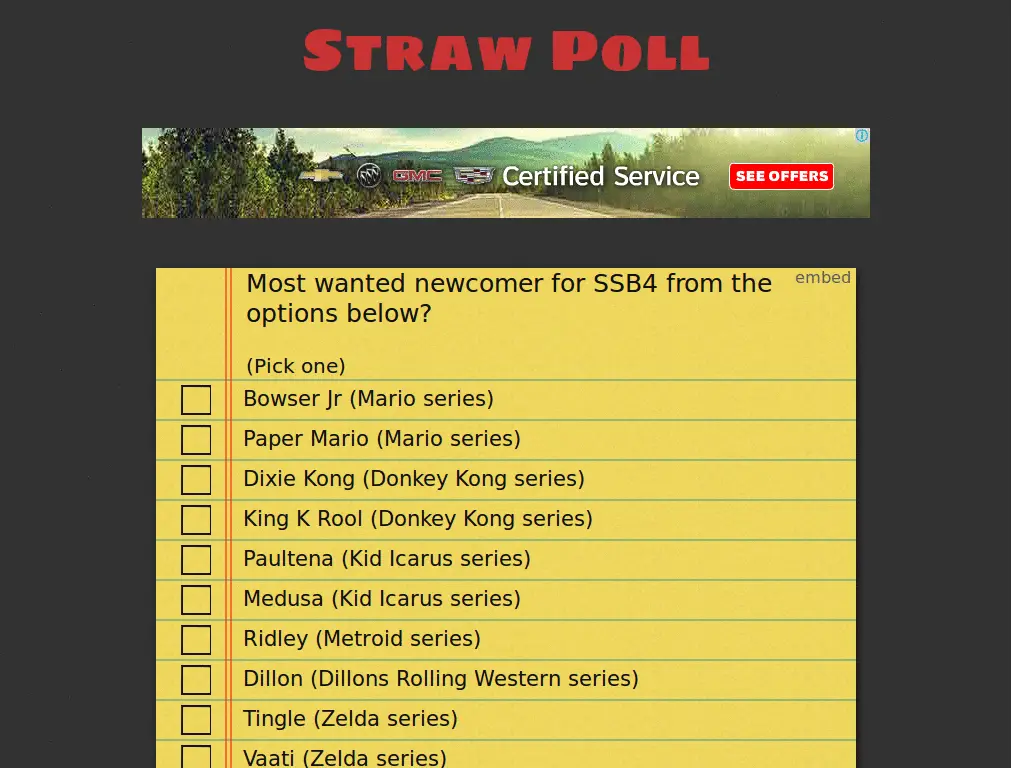 Straw Poll
GMC Certified Service SEE OFFERS
embed
Most wanted newcomer for SSB4 from the
options below?
(Pick one)
Bowser Jr (Mario series)
Paper Mario (Mario series)
Dixie Kong (Donkey Kong series)
King K Rool (Donkey Kong series)
Paultena (Kid Icarus series)
Medusa (Kid Icarus series)
Ridley (Metroid series)
Dillon (Dillons Rolling Western series)
Tingle (Zelda series)
Vaati (Zelda series)